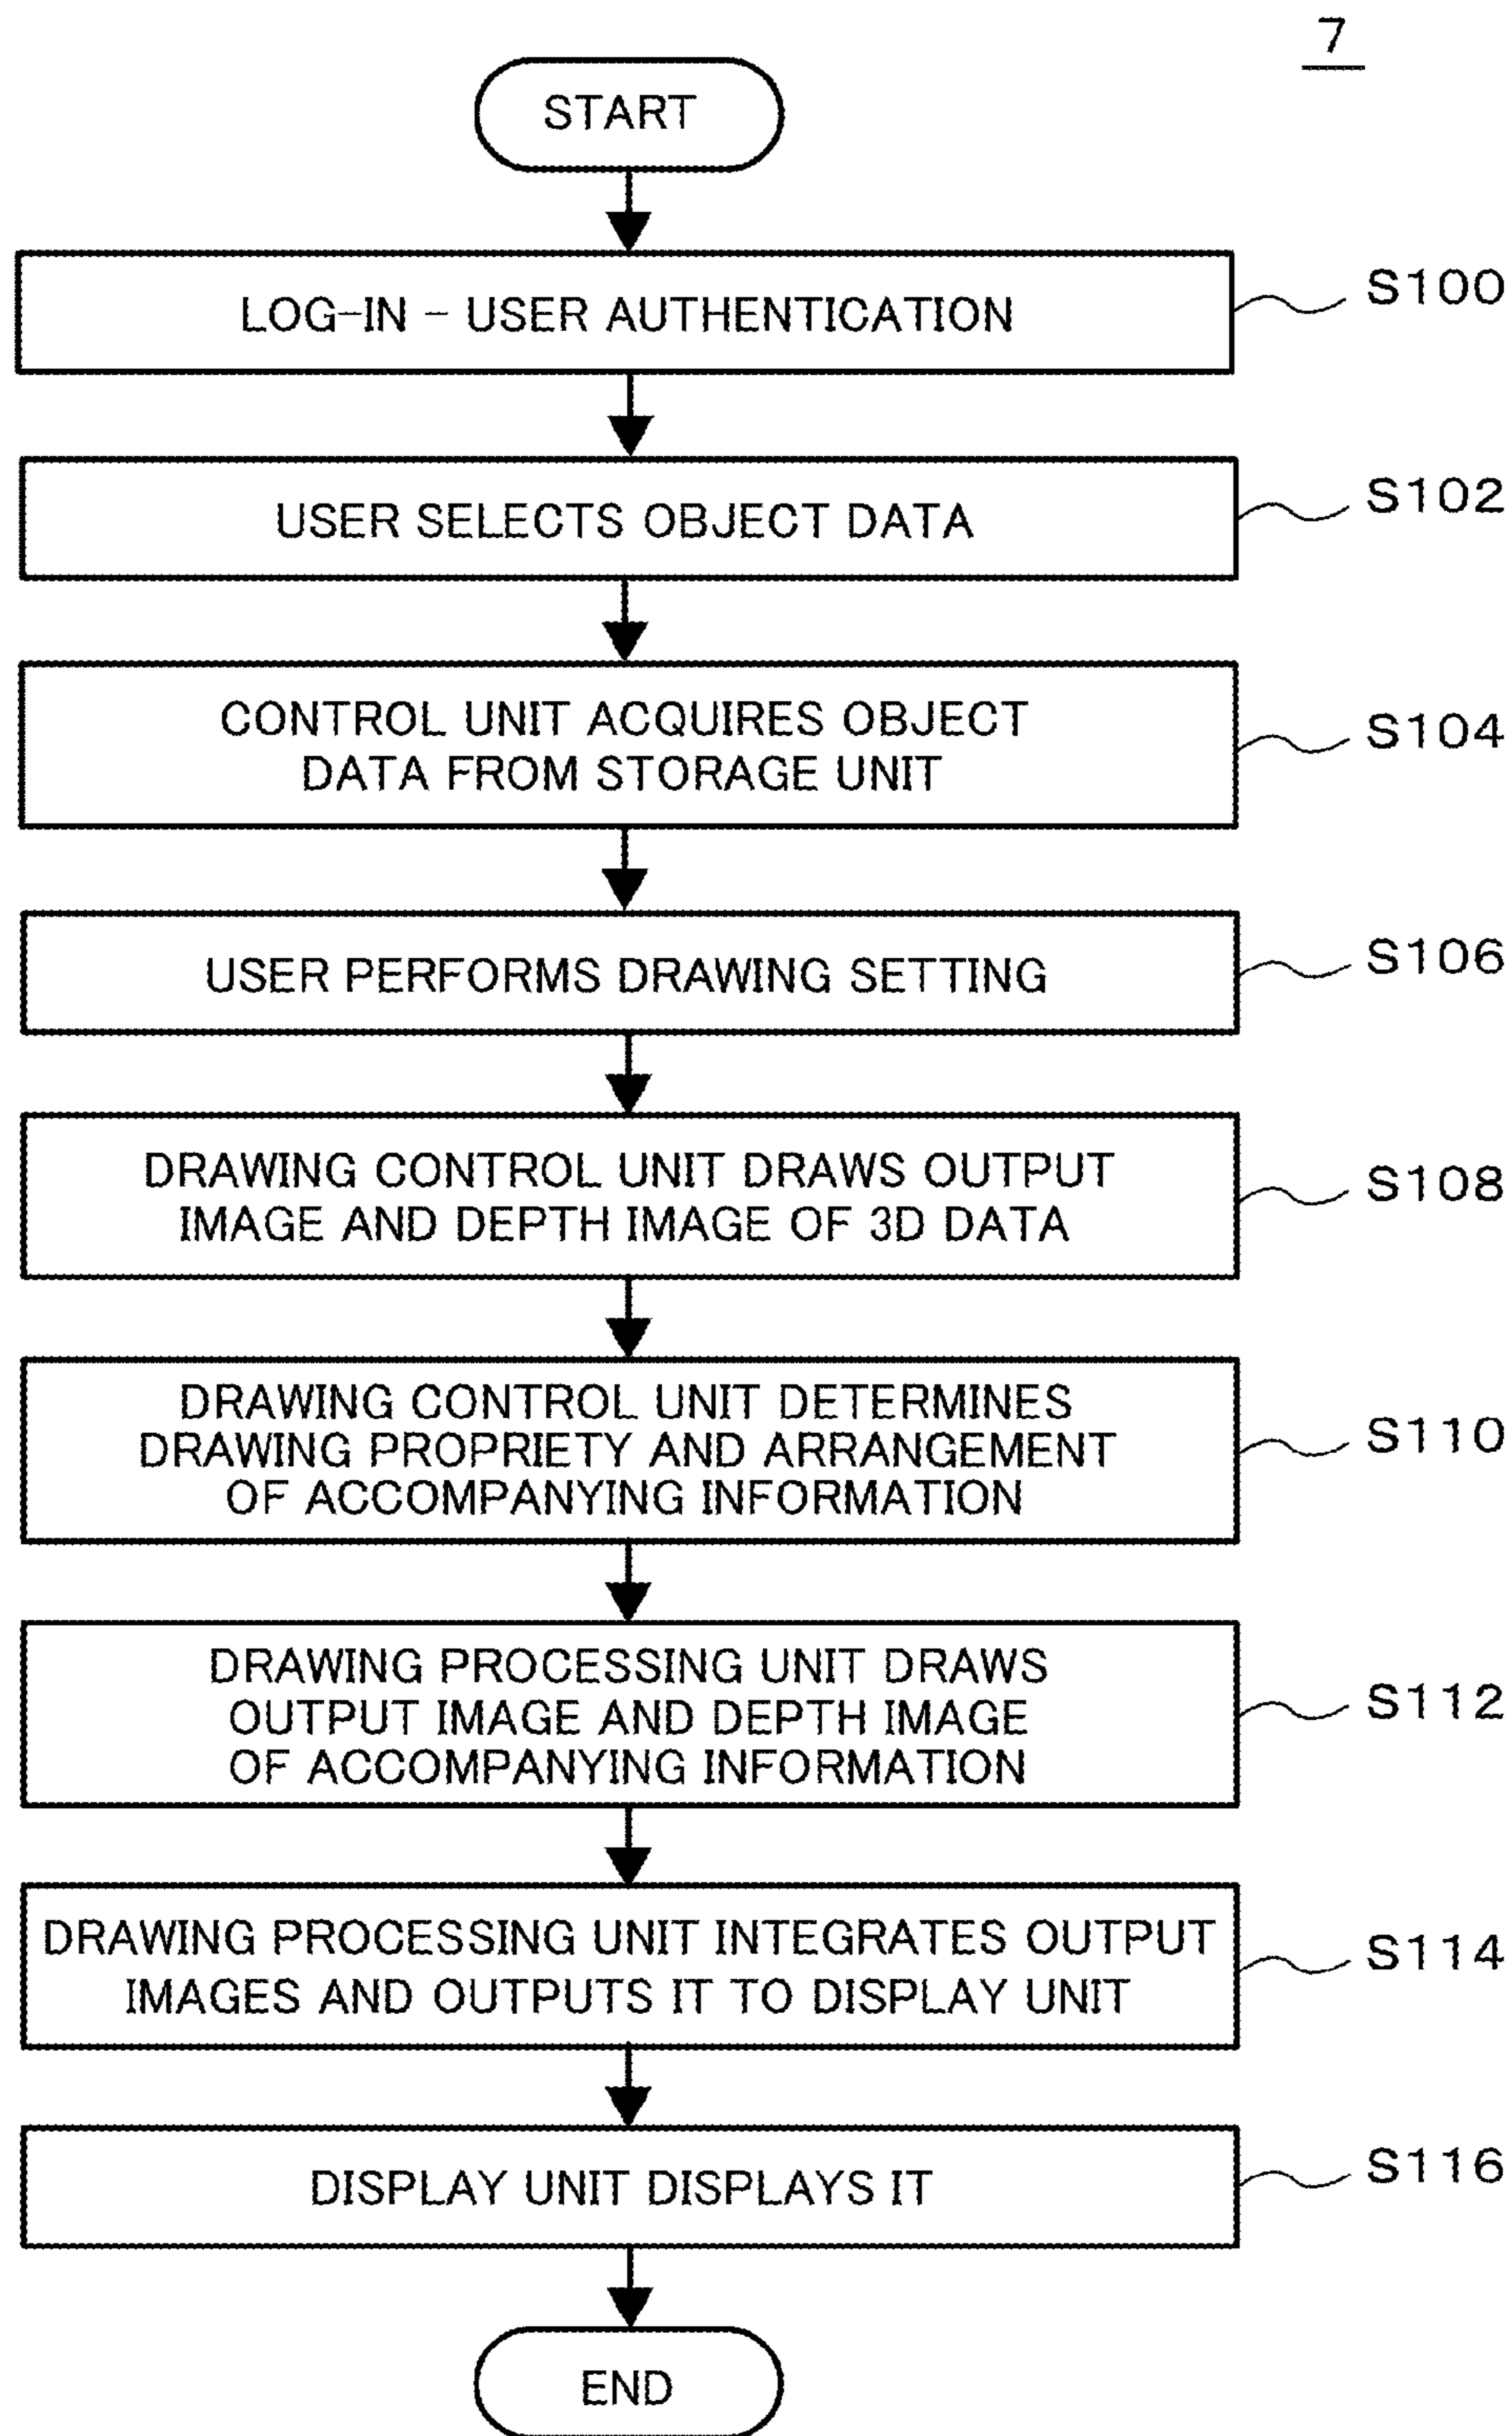 7
START
LOG-IN - USER AUTHENTICATION
S100
USER SELECTS OBJECT DATA
S102
CONTROL UNIT ACQUIRES OBJECT
DATA FROM STORAGE UNIT
S104
USER PERFORMS DRAWING SETTING
S106
DRAWING CONTROL UNIT DRAWS OUTPUT
IMAGE AND DEPTH IMAGE OF 3D DATA
S108
DRAWING CONTROL UNIT DETERMINES
DRAWING PROPRIETY AND ARRANGEMENT
OF ACCOMPANYING INFORMATION
S110
DRAWING PROCESSING UNIT DRAWS
OUTPUT IMAGE AND DEPTH IMAGE
OF ACCOMPANYING INFORMATION
S112
DRAWING PROCESSING UNIT INTEGRATES OUTPUT
IMAGES AND OUTPUTS IT TO DISPLAY UNIT
S114
DISPLAY UNIT DISPLAYS IT
S116
END